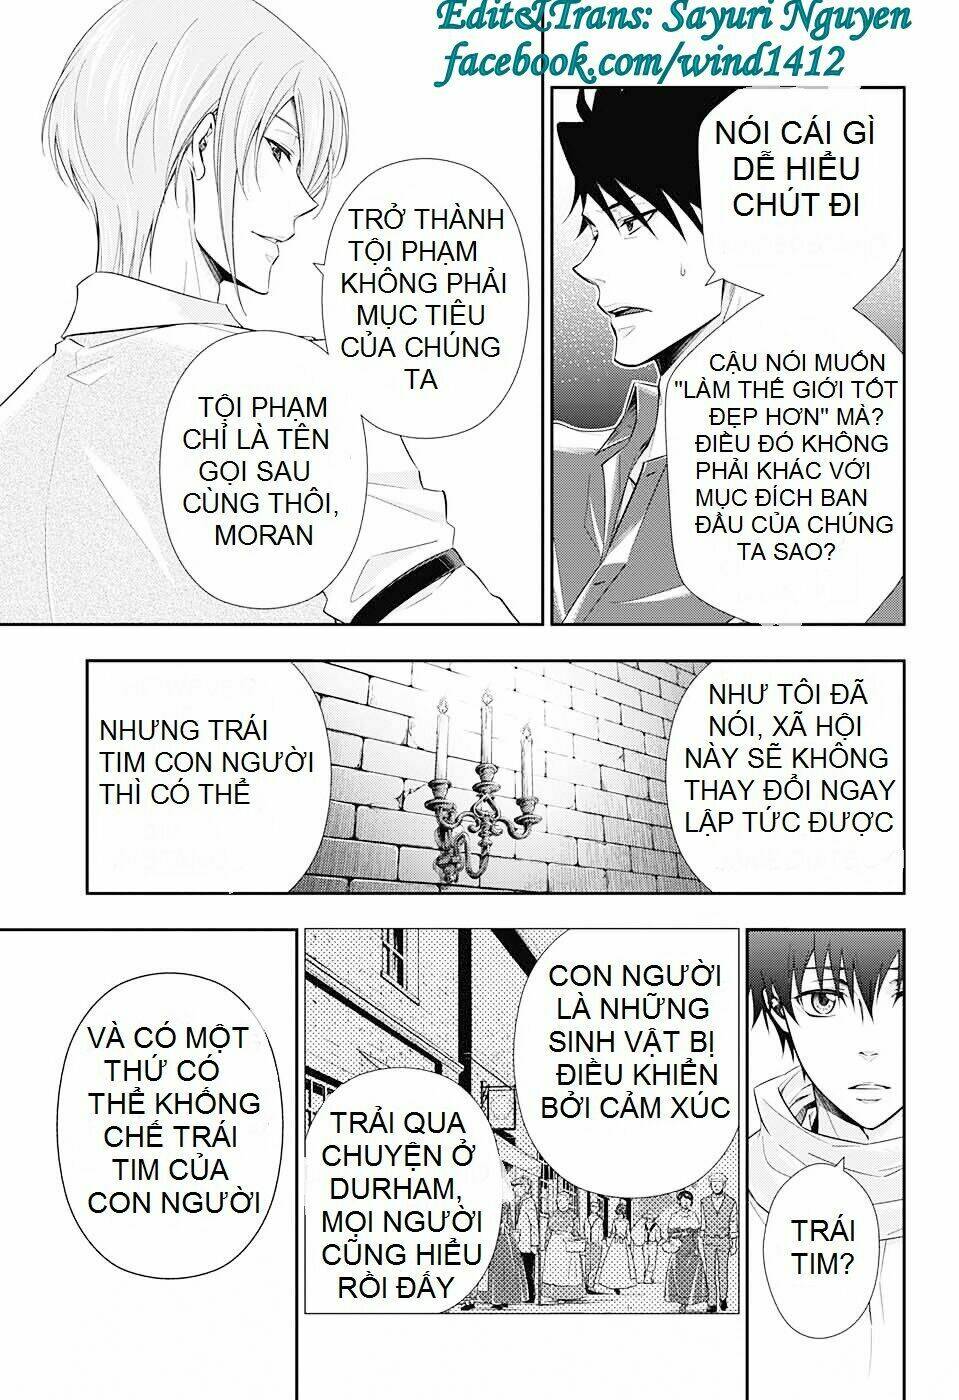 Edit&Trans: Sayuri Nguyen
facebook.com/wind1412
NÓI CÁI GÌ
DỄ HIỂU
CHÚT ĐI
CẬU NÓI MUỐN
"LÀM THẾ GIỚI TỐT
ĐẸP HƠN" MÀ?
ĐIỀU ĐÓ KHÔNG
PHẢI KHÁC VỚI
MỤC ĐÍCH BAN
ĐẦU CỦA CHÚNG
TA SAO?
TRỞ THÀNH
TỘI PHẠM
KHÔNG PHẢI
MỤC TIÊU
CỦA CHÚNG
TA
TỘI PHẠM
CHỈ LÀ TÊN
GỌI SAU
CÙNG THÔI,
MORAN
NHƯ TÔI ĐÃ
NÓI, XÃ HỘI
NÀY SẼ KHÔNG
THAY ĐỔI NGAY
LẬP TỨC ĐƯỢC
NHƯNG TRÁI
TIM CON NGƯỜI
THÌ CÓ THỂ
TRÁI
TIM?
CON NGƯỜI
LÀ NHỮNG
SINH VẬT BỊ
ĐIỀU KHIỂN
BỞI CẢM XÚC
TRẢI QUA
CHUYỆN Ở
DURHAM,
MỌI NGƯỜI
CŨNG HIỂU
RỒI ĐẤY
VÀ CÓ MỘT
THỨ CÓ
THỂ KHỐNG
CHẾ TRÁI
TIM CỦA
CON NGƯỜI